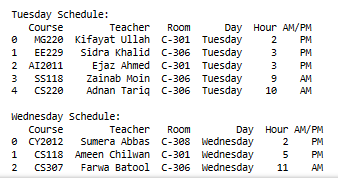 Tuesday Schedule:
Course Teacher Room Day Hour AM/PM
0 MG220 Kifayat Ullah C-301 Tuesday 2 PM
1 EE229 Sidra Khalid C-306 Tuesday 3 PM
2 AI2011 Ejaz Ahmed C-301 Tuesday 3 PM
3 SS118 Zainab Moin C-306 Tuesday 9 AM
4 CS220 Adnan Tariq C-306 Tuesday 10 AM
Wednesday Schedule:
Course Teacher Room Day Hour AM/PM
0 CY2012 Sumera Abbas C-308 Wednesday 2 PM
1 CS118 Ameen Chilwan C-301 Wednesday 5 PM
2 CS307 Farwa Batool C-306 Wednesday 11 AM